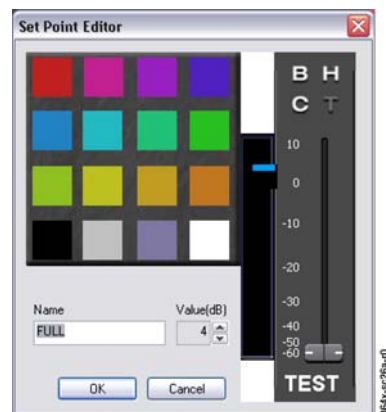 Set Point Editor
B H
C T
10
0
-10
-20
-30
-40
-50
-60
Name
Value(dB)
FULL
4
OK
Cancel
TEST